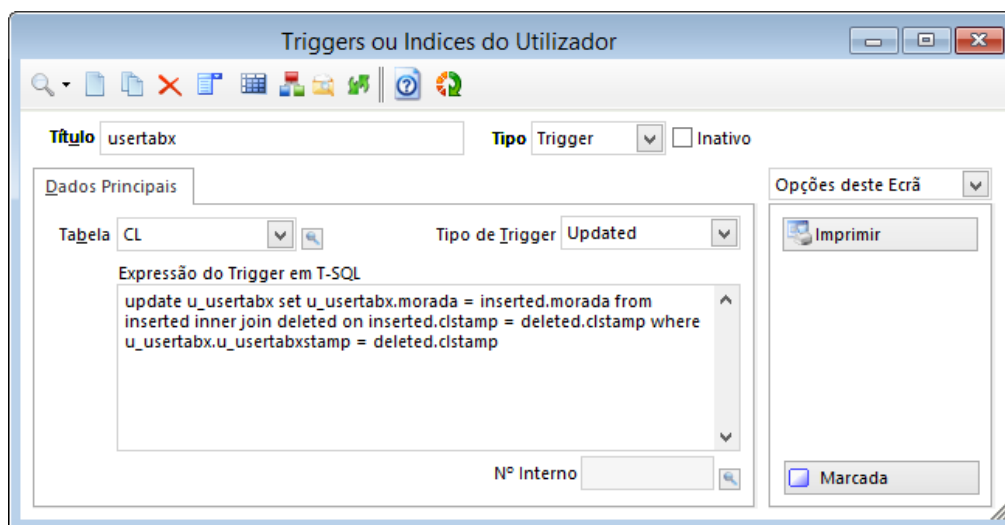 Triggers ou Indices do Utilizador
Título usertabx Tipo Trigger Inativo
Dados Principais Opções deste Ecrã
Tabela CL Tipo de Trigger Updated Imprimir
Expressão do Trigger em T-SQL
update u_usertabx set u_usertabx.morada = inserted.morada from
inserted inner join deleted on inserted.clstamp = deleted.clstamp where
u_usertabx.u_usertabxstamp = deleted.clstamp
Nº Interno
Marcada